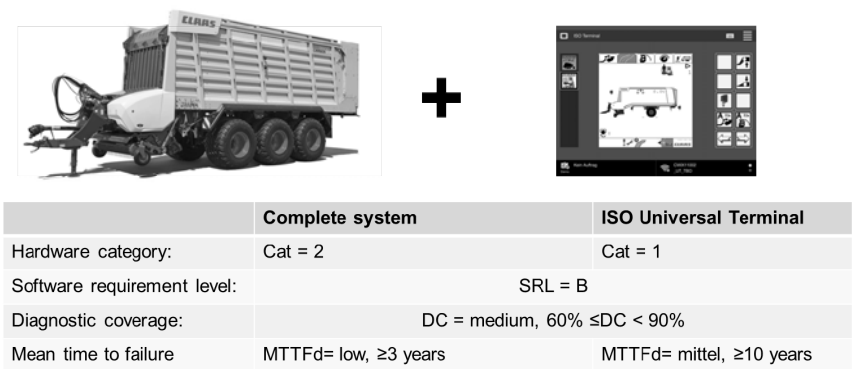 CLAAS
ISO Terminal
Kein Auftrag
Complete system ISO Universal Terminal
Hardware category: Cat = 2 Cat = 1
Software requirement level: SRL = B
Diagnostic coverage: DC = medium, 60% ≤DC < 90%
Mean time to failure MTTFd= low, ≥3 years MTTFd= mittel, ≥10 years